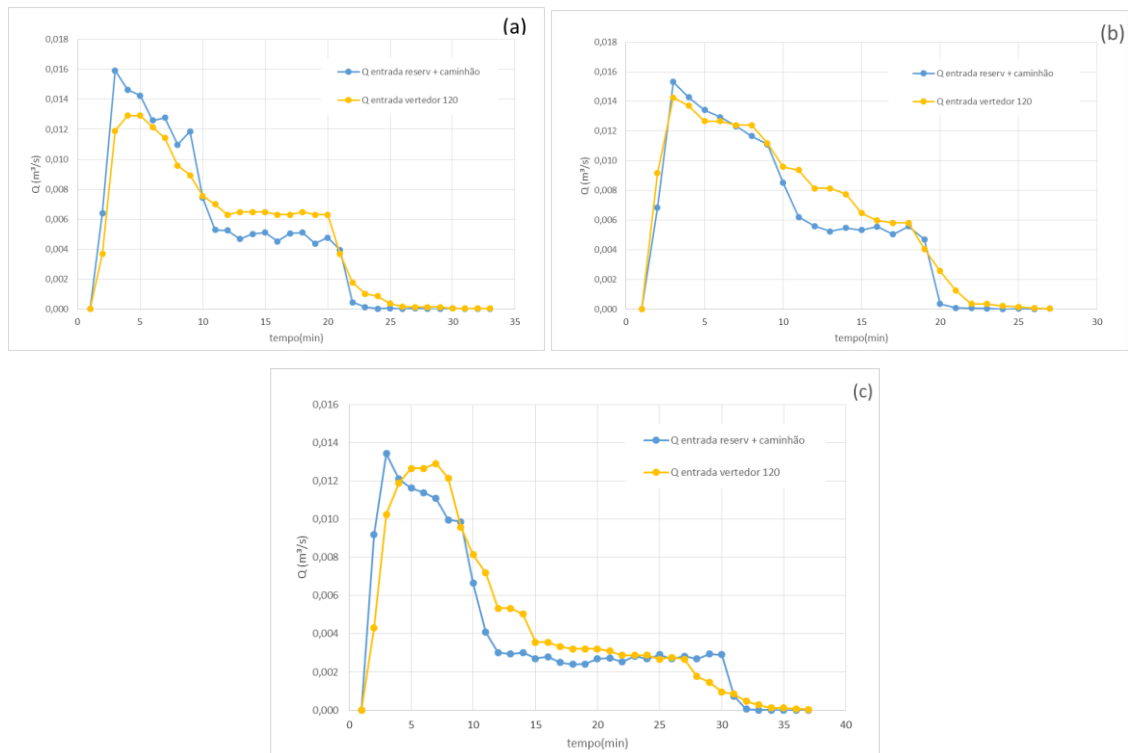 (a)
0,018
0,016
0,014
0,012
0,010
0,008
0,006
0,004
0,002
0,000
Q (m³/s)
Q entrada reserv + caminhão
Q entrada vertedor 120
0 5 10 15 20 25 30 35
tempo(min)
(b)
0,018
0,016
0,014
0,012
0,010
0,008
0,006
0,004
0,002
0,000
Q (m³/s)
Q entrada reserv + caminhão
Q entrada vertedor 120
0 5 10 15 20 25 30
tempo(min)
(c)
0,016
0,014
0,012
0,010
0,008
0,006
0,004
0,002
0,000
Q (m³/s)
Q entrada reserv + caminhão
Q entrada vertedor 120
0 5 10 15 20 25 30 35 40
tempo(min)